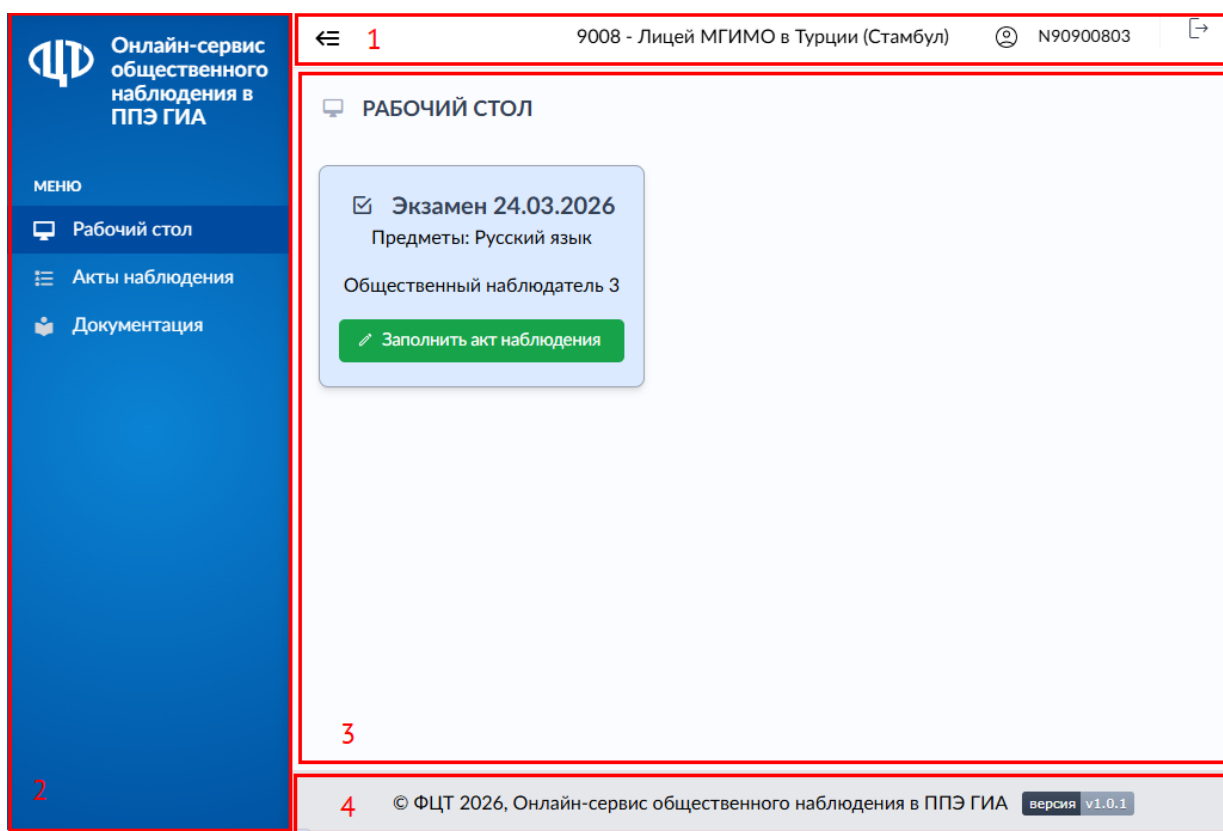 ЦТ
Онлайн-сервис
общественного
наблюдения в
ППЭ ГИА
МЕНЮ
Рабочий стол
Акты наблюдения
Документация
2
1
9008 - Лицей МГИМО в Турции (Стамбул)
N90900803
РАБОЧИЙ СТОЛ
Экзамен 24.03.2026
Предметы: Русский язык
Общественный наблюдатель 3
Заполнить акт наблюдения
3
4
© ФЦТ 2026, Онлайн-сервис общественного наблюдения в ППЭ ГИА версия v1.0.1